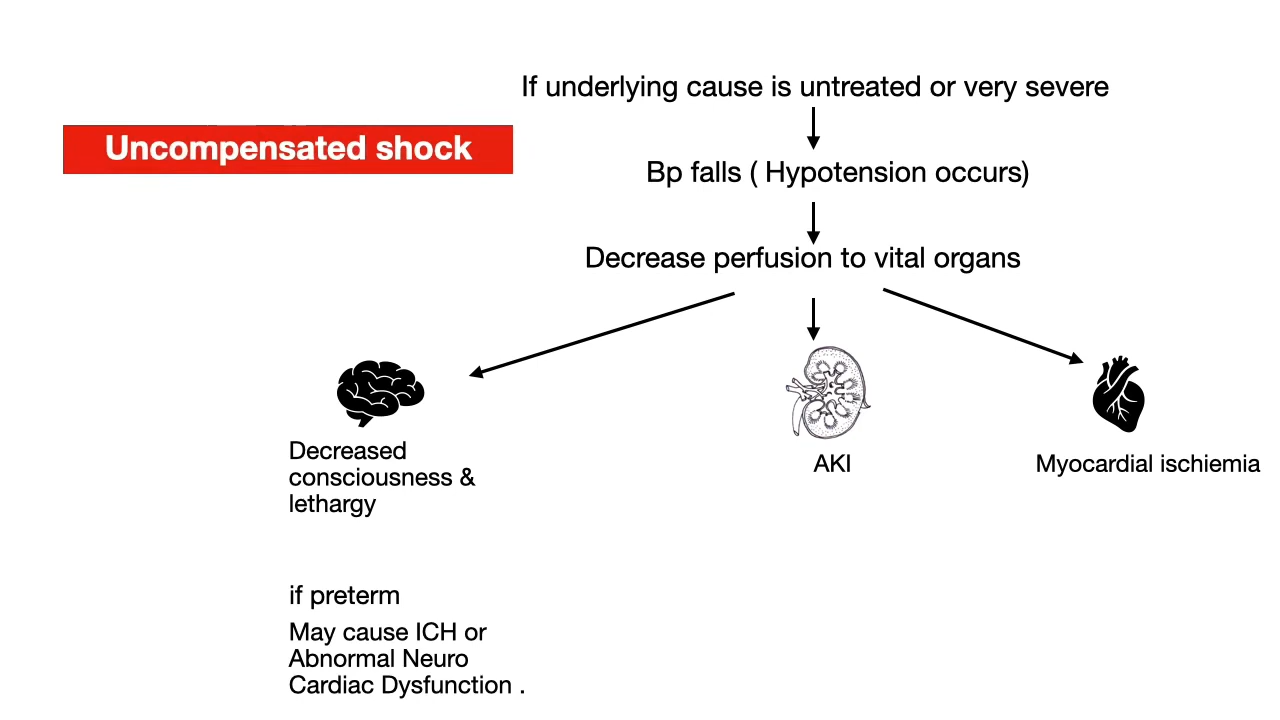 If underlying cause is untreated or very severe
Uncompensated shock
Bp falls ( Hypotension occurs)
Decrease perfusion to vital organs
Decreased
consciousness &
lethargy
AKI
Myocardial ischiemia
if preterm
May cause ICH or
Abnormal Neuro
Cardiac Dysfunction .